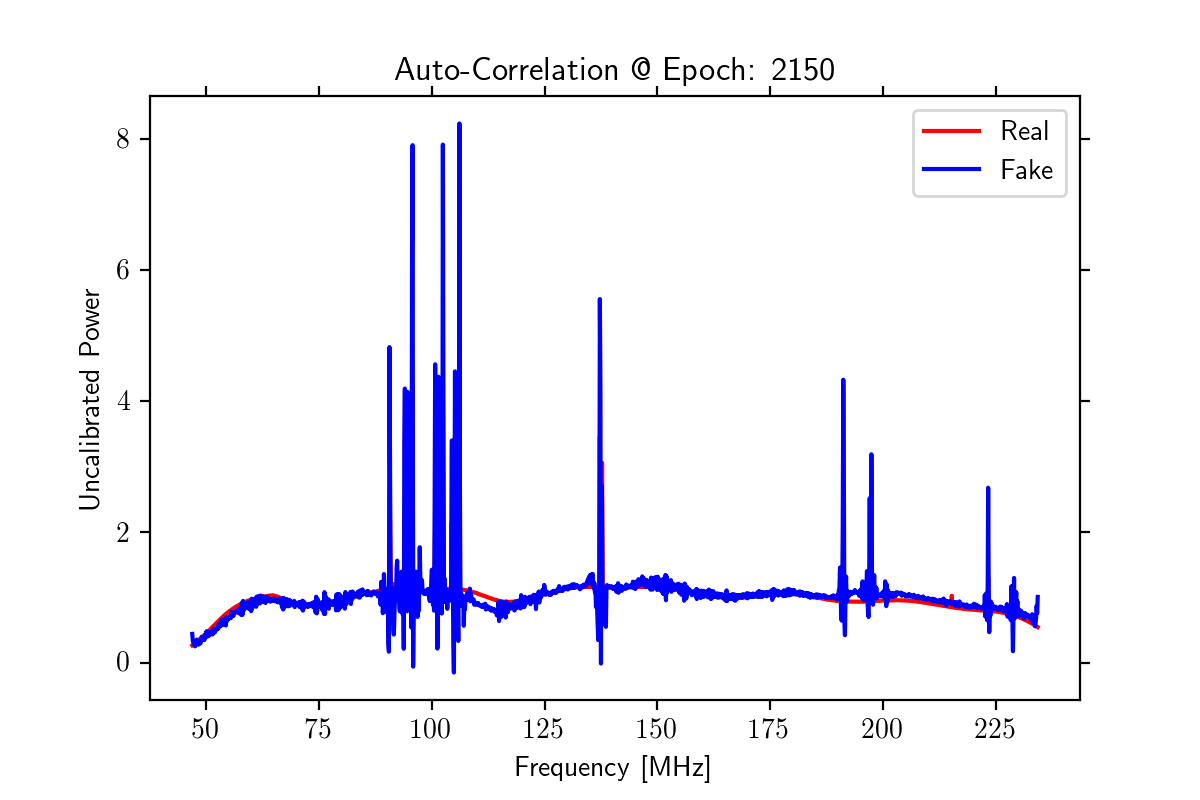 Auto-Correlation @ Epoch: 2150
Real
Fake
8
6
4
2
0
Uncalibrated Power
50 75 100 125 150 175 200 225
Frequency [MHz]